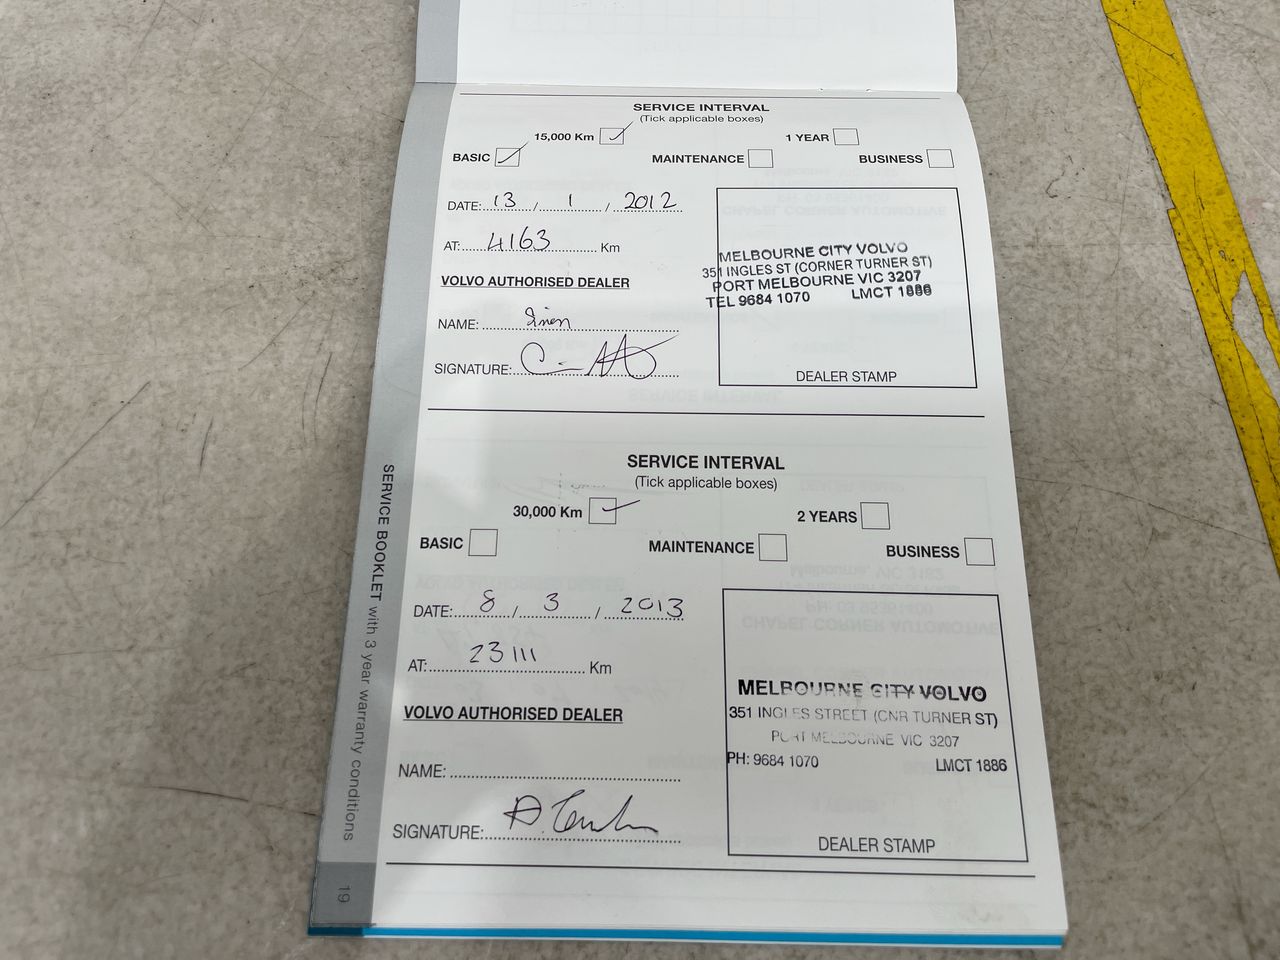 SERVICE INTERVAL
(Tick applicable boxes)
15,000 Km 1 YEAR
BASIC MAINTENANCE BUSINESS
DATE: 13 / 1 / 2012
AT: 4163 Km
VOLVO AUTHORISED DEALER
NAME:
SIGNATURE:
MELBOURNE CITY VOLVO
351 INGLES ST (CORNER TURNER ST)
PORT MELBOURNE VIC 3207
TEL 9684 1070 LMCT 1886
DEALER STAMP
SERVICE INTERVAL
(Tick applicable boxes)
30,000 Km 2 YEARS
BASIC MAINTENANCE BUSINESS
DATE: 8 / 3 / 2013
AT: 23111 Km
VOLVO AUTHORISED DEALER
NAME:
SIGNATURE:
MELBOURNE CITY VOLVO
351 INGLES STREET (CNR TURNER ST)
PORT MELBOURNE VIC 3207
PH: 9684 1070 LMCT 1886
DEALER STAMP
SERVICE BOOKLET with 3 year warranty conditions
19